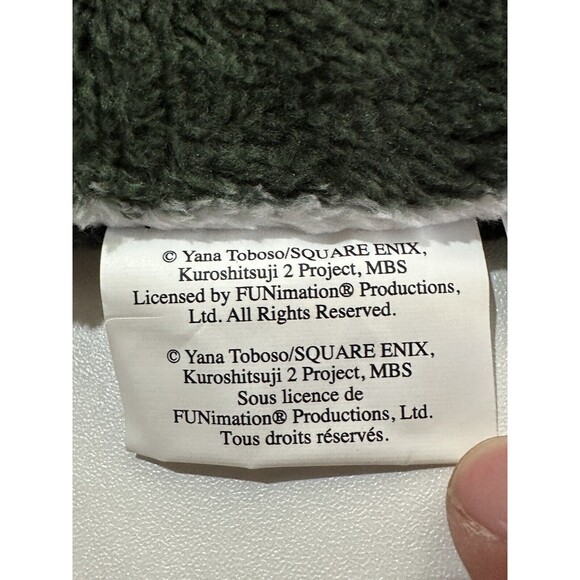 © Yana Toboso/SQUARE ENIX,
Kuroshitsuji 2 Project, MBS
Licensed by FUNimation® Productions,
Ltd. All Rights Reserved.
© Yana Toboso/SQUARE ENIX,
Kuroshitsuji 2 Project, MBS
Sous licence de
FUNimation® Productions, Ltd.
Tous droits réservés.